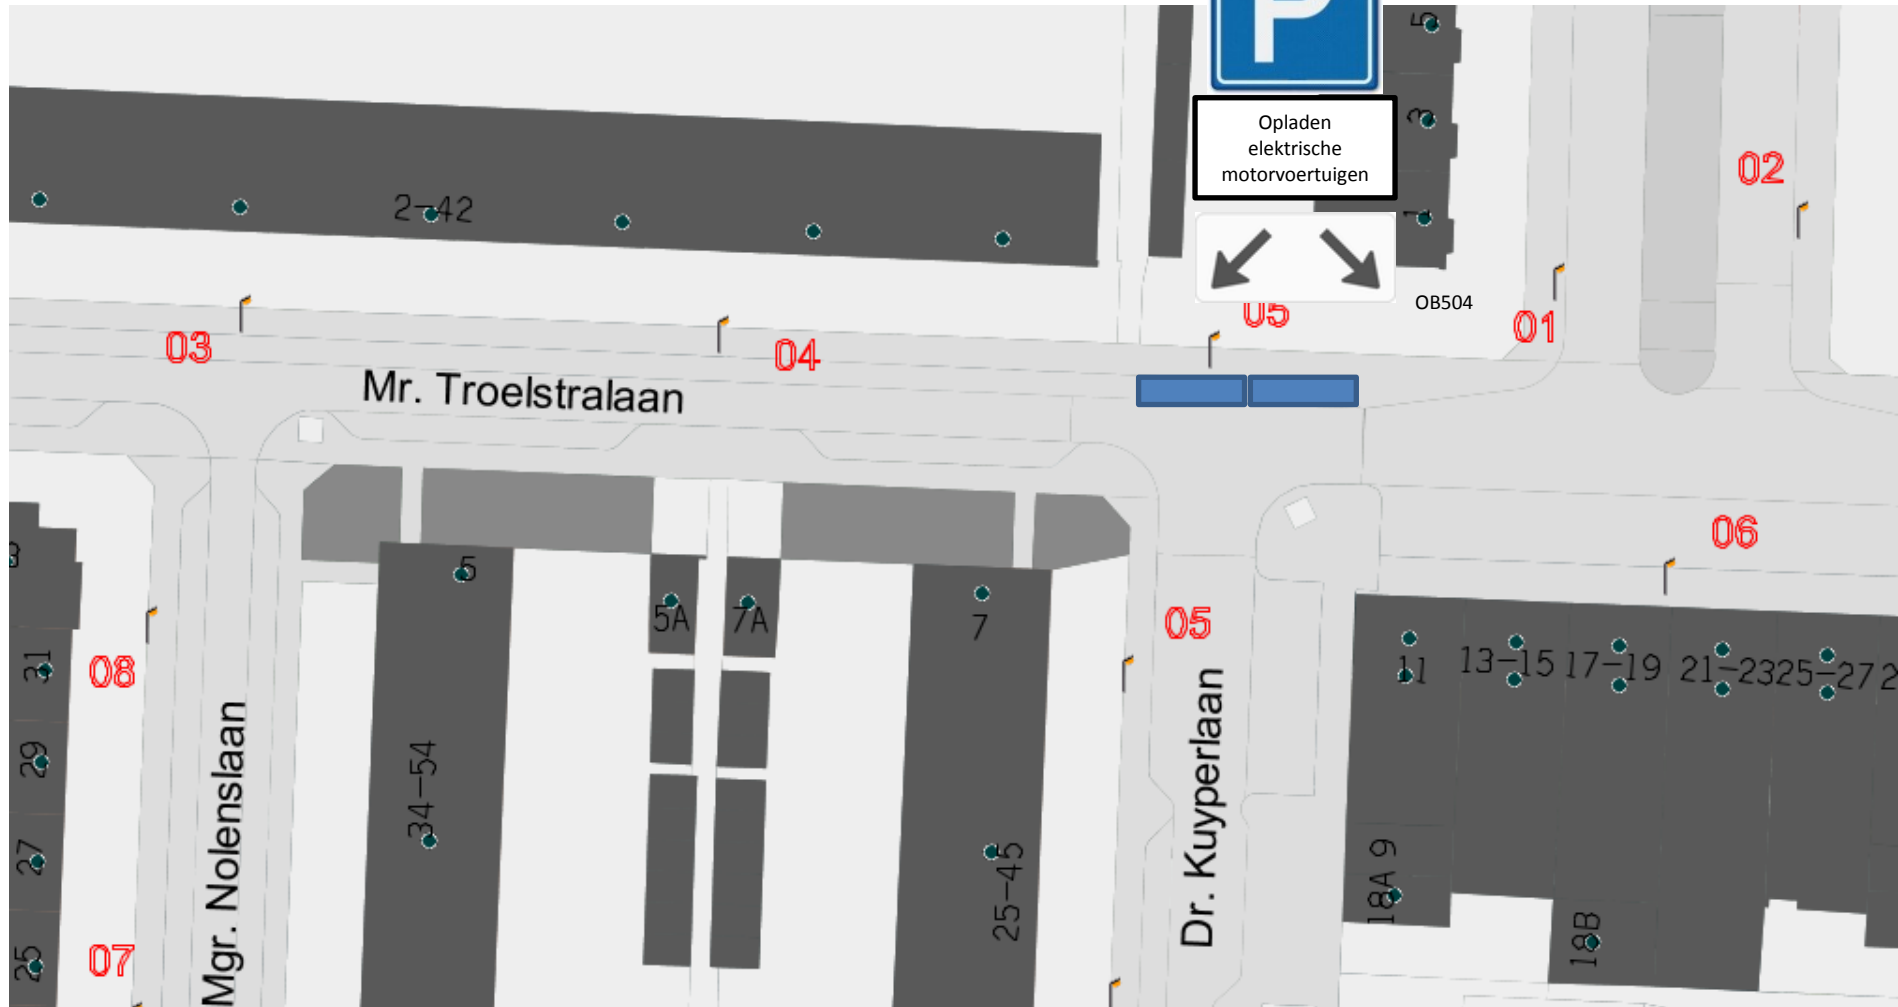 P
5
Opladen
elektrische
motorvoertuigen
3
02
2-42
1
OB504
05
01
03
04
Mr. Troelstralaan
06
5
5A
7A
7
05
11
13-15
17-19
21-23
25-27
31
08
29
34-54
Mgr. Nolenslaan
Dr. Kuyperlaan
27
25-45
9
18A
18B
25
07